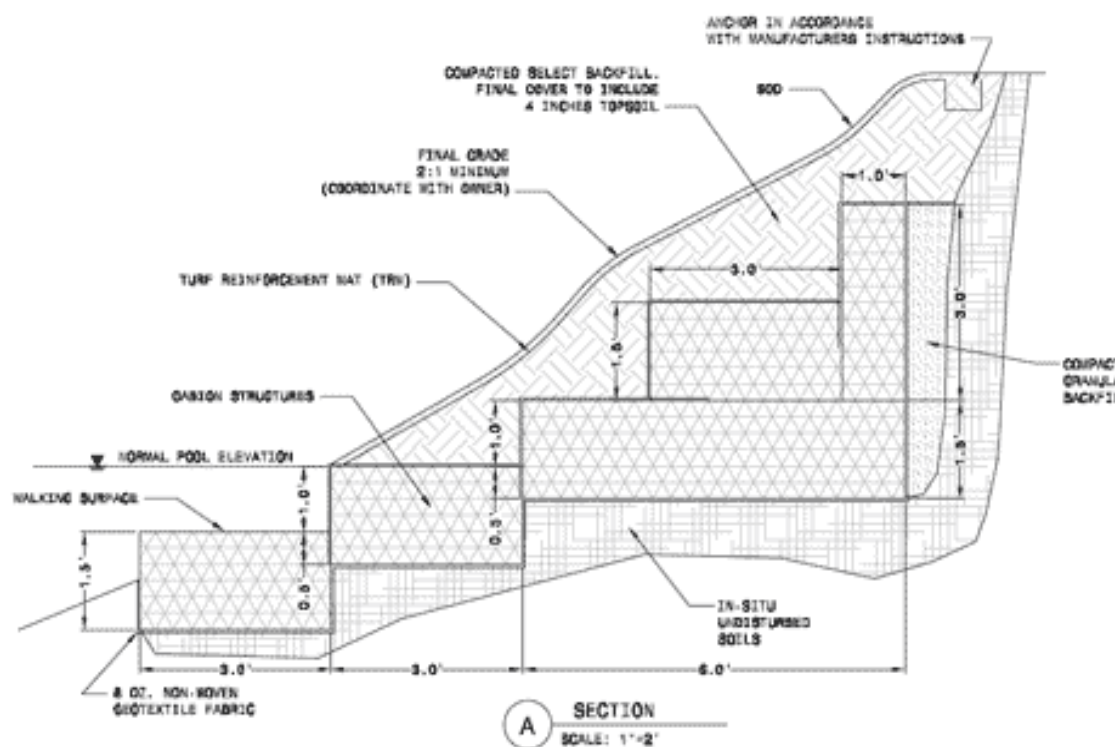 ANCHOR IN ACCORDANCE
WITH MANUFACTURERS INSTRUCTIONS
COMPACTED SELECT BACKFILL.
FINAL COVER TO INCLUDE
4 INCHES TOPSOIL
SOD
FINAL GRADE
2:1 MINIMUM
(COORDINATE WITH OWNER)
1.0'
TURF REINFORCEMENT MAT (TRM)
3.0'
3.0'
1.5'
COMPACT
GRANULA
BACKFI
GABION STRUCTURES
1.0'
1.5'
NORMAL POOL ELEVATION
WALKING SURFACE
1.0'
0.5'
1.5'
0.5'
IN-SITU
UNDISTURBED
SOILS
3.0'
3.0'
6.0'
8 OZ. NON-WOVEN
GEOTEXTILE FABRIC
A
SECTION
SCALE: 1"=2'